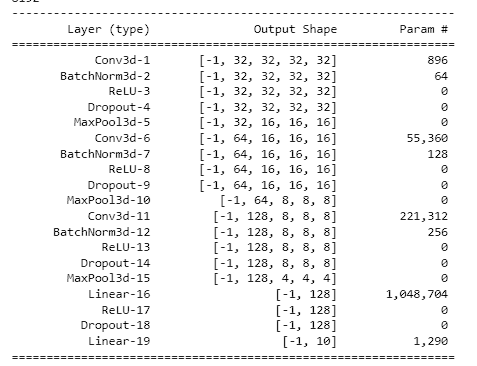 8192
----------------------------------------------------------------
Layer (type) Output Shape Param #
================================================================
Conv3d-1 [-1, 32, 32, 32, 32] 896
BatchNorm3d-2 [-1, 32, 32, 32, 32] 64
ReLU-3 [-1, 32, 32, 32, 32] 0
Dropout-4 [-1, 32, 32, 32, 32] 0
MaxPool3d-5 [-1, 32, 16, 16, 16] 0
Conv3d-6 [-1, 64, 16, 16, 16] 55,360
BatchNorm3d-7 [-1, 64, 16, 16, 16] 128
ReLU-8 [-1, 64, 16, 16, 16] 0
Dropout-9 [-1, 64, 16, 16, 16] 0
MaxPool3d-10 [-1, 64, 8, 8, 8] 0
Conv3d-11 [-1, 128, 8, 8, 8] 221,312
BatchNorm3d-12 [-1, 128, 8, 8, 8] 256
ReLU-13 [-1, 128, 8, 8, 8] 0
Dropout-14 [-1, 128, 8, 8, 8] 0
MaxPool3d-15 [-1, 128, 4, 4, 4] 0
Linear-16 [-1, 128] 1,048,704
ReLU-17 [-1, 128] 0
Dropout-18 [-1, 128] 0
Linear-19 [-1, 10] 1,290
================================================================